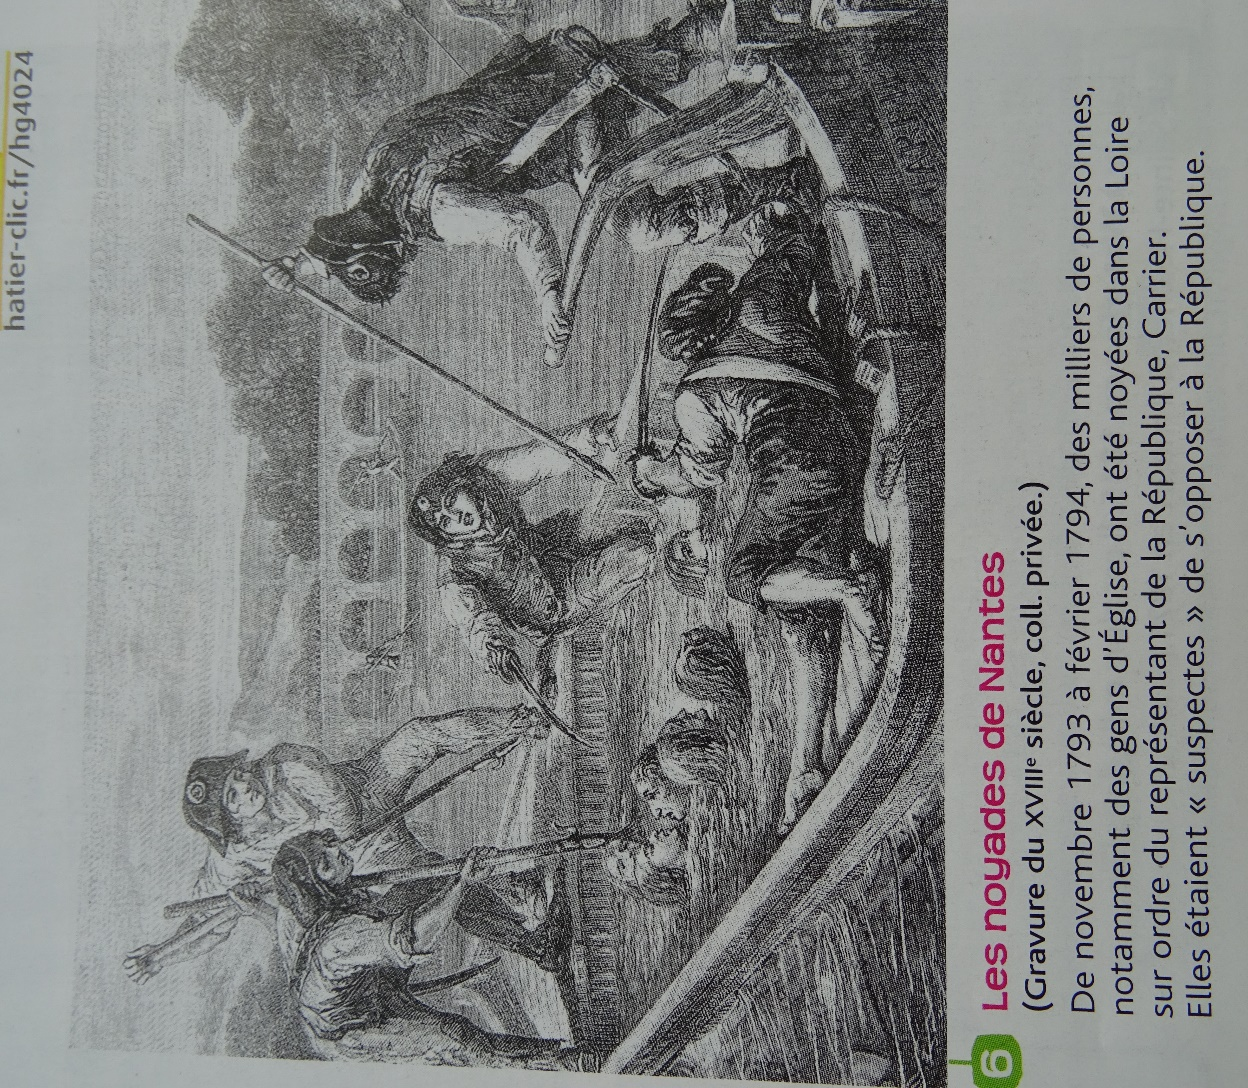 hatier-clic.fr/hg4024
6 Les noyades de Nantes
(Gravure du XVIIIᵉ siècle, coll. privée.)
De novembre 1793 à février 1794, des milliers de personnes,
notamment des gens d'Église, ont été noyées dans la Loire
sur ordre du représentant de la République, Carrier.
Elles étaient « suspectes » de s'opposer à la République.